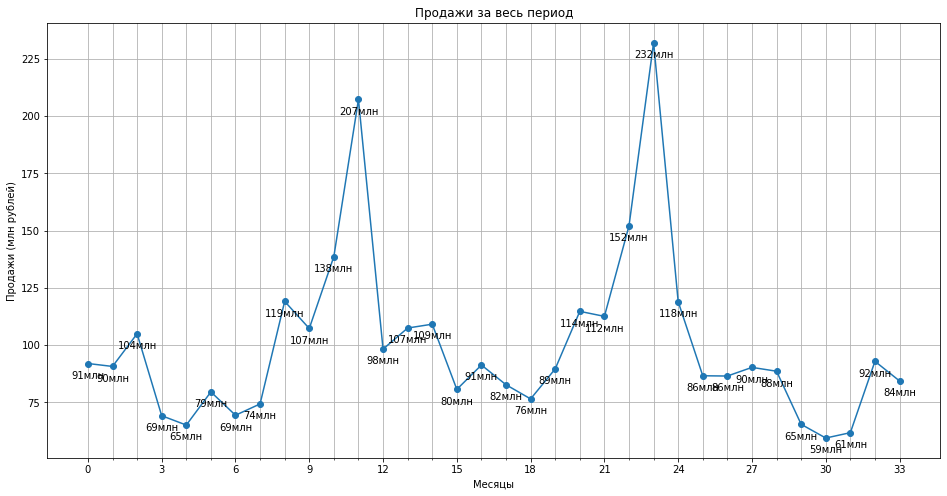 Продажи за весь период
Продажи (млн рублей)
225
200
175
150
125
100
75
91млн
90млн
104млн
69млн
65млн
79млн
69млн
74млн
119млн
107млн
138млн
207млн
98млн
107млн
109млн
80млн
91млн
82млн
76млн
89млн
114млн
112млн
152млн
232млн
118млн
86млн
86млн
90млн
88млн
65млн
59млн
61млн
92млн
84млн
0 3 6 9 12 15 18 21 24 27 30 33
Месяцы